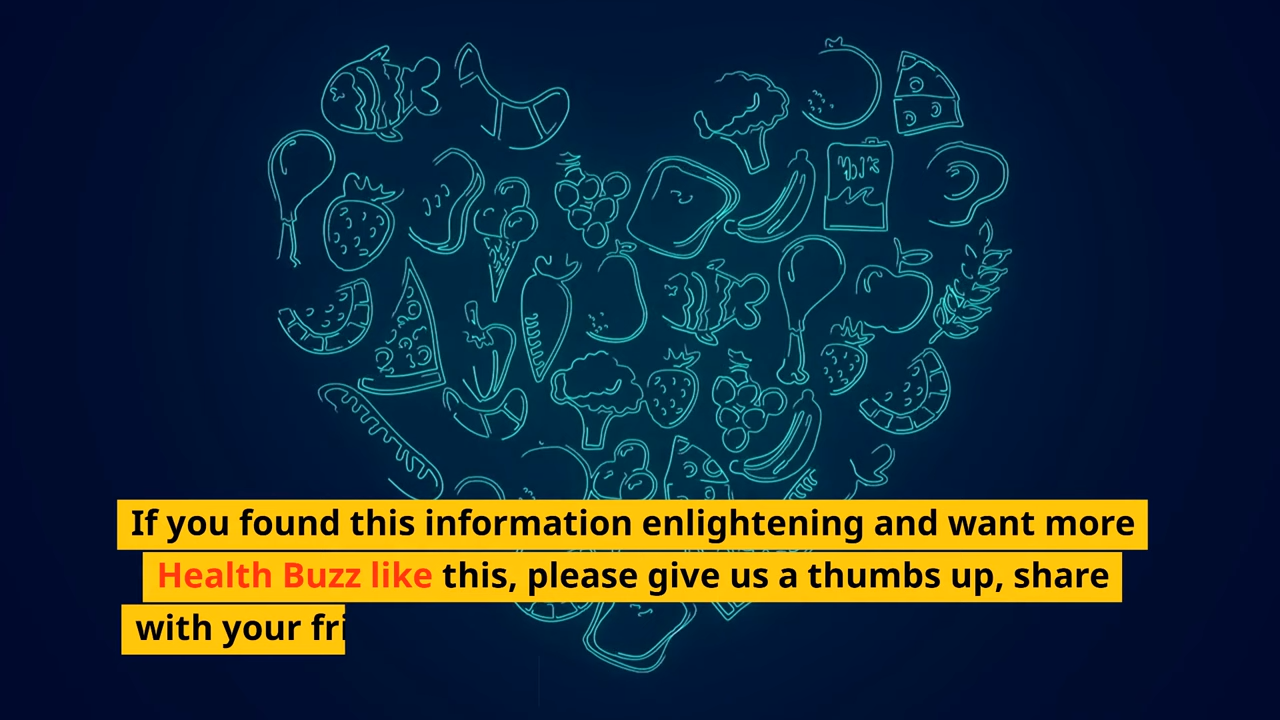 If you found this information enlightening and want more
Health Buzz like this, please give us a thumbs up, share
with your fri